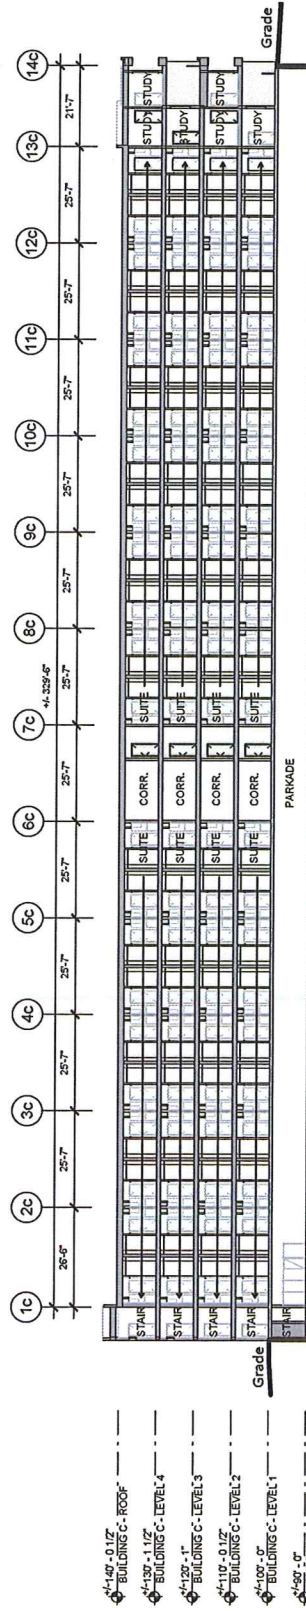 1c 2c 3c 4c 5c 6c 7c 8c 9c 10c 11c 12c 13c 14c
+/- 329'-6"
26'-6" 25'-7" 25'-7" 25'-7" 25'-7" 25'-7" 25'-7" 25'-7" 25'-7" 25'-7" 25'-7" 25'-7" 21'-7"
+/-140' - 0 1/2"
BUILDING C - ROOF
+/-130' - 1 1/2"
BUILDING C - LEVEL 4
+/-120' - 1"
BUILDING C - LEVEL 3
+/-110' - 0 1/2"
BUILDING C - LEVEL 2
+/-100' - 0"
BUILDING C - LEVEL 1
+/-90' - 0"
STAIR SUITE CORR. SUITE STUDY STUDY
STAIR SUITE CORR. SUITE STUDY
STAIR SUITE CORR. SUITE STUDY STUDY
STAIR SUITE CORR. SUITE STUDY
STAIR
Grade
PARKADE
Grade